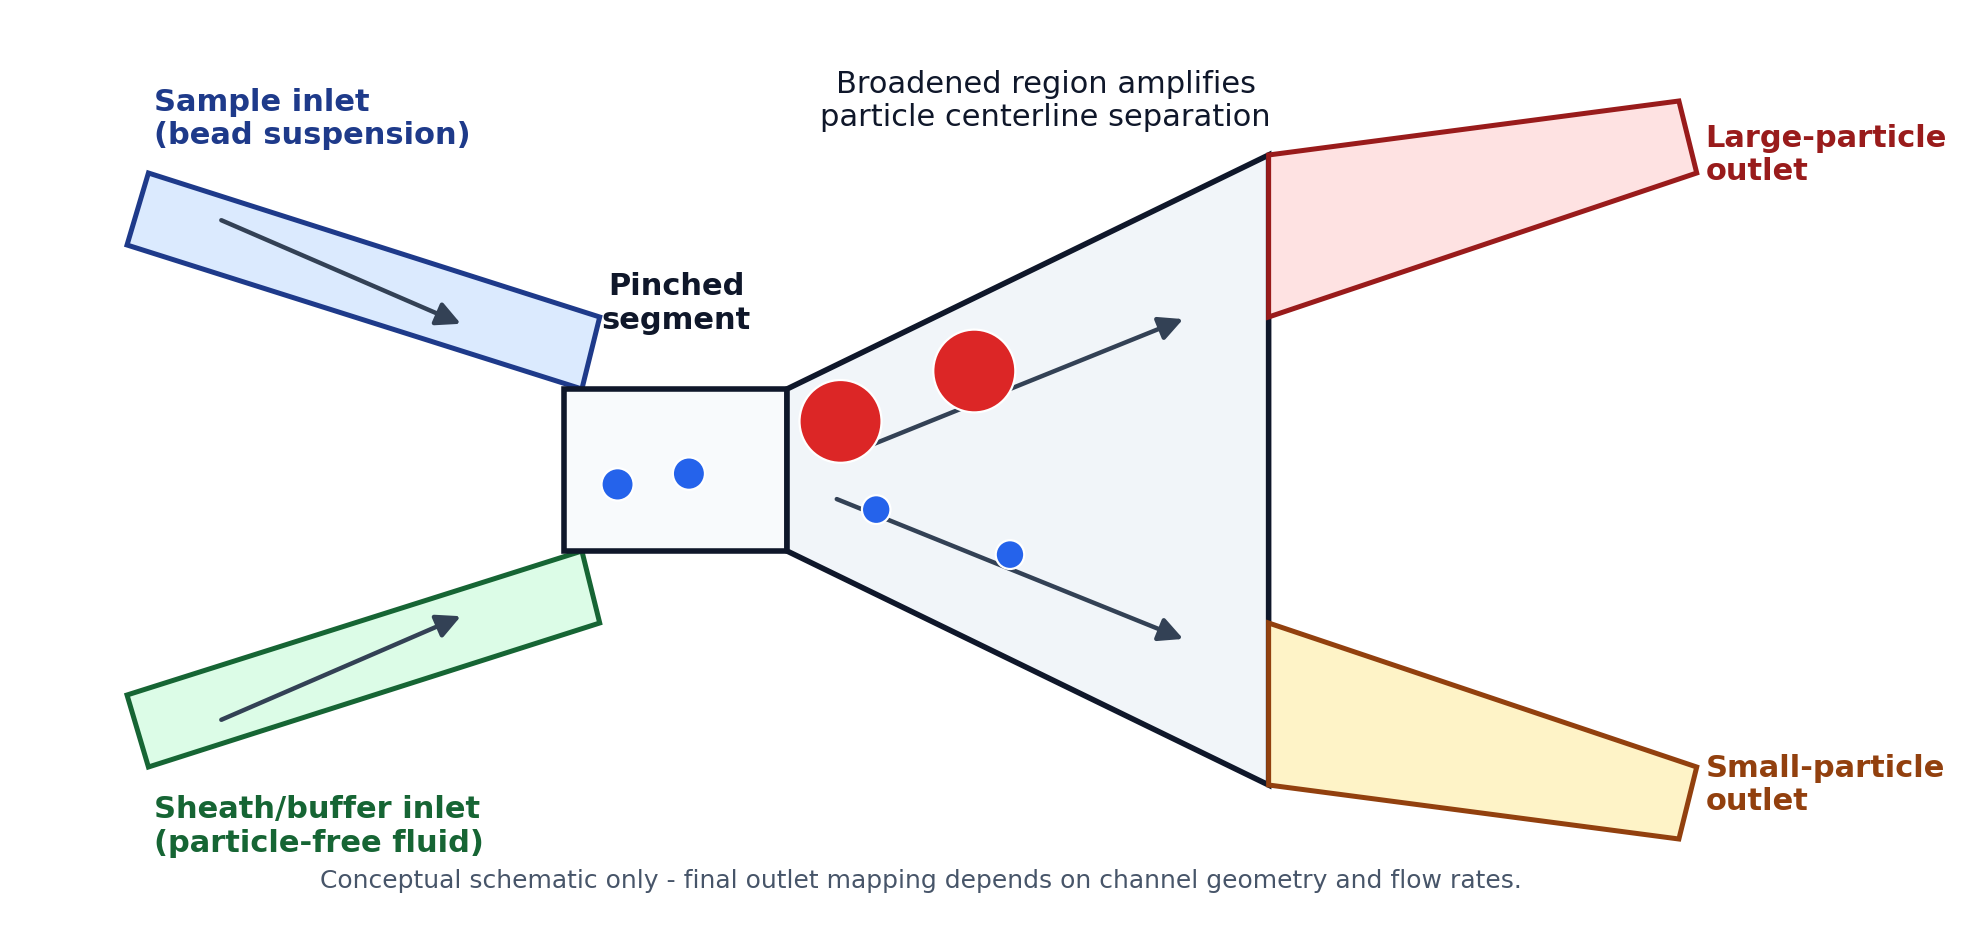 Broadened region amplifies
particle centerline separation
Sample inlet
(bead suspension)
Large-particle
outlet
Pinched
segment
Small-particle
outlet
Sheath/buffer inlet
(particle-free fluid)
Conceptual schematic only - final outlet mapping depends on channel geometry and flow rates.